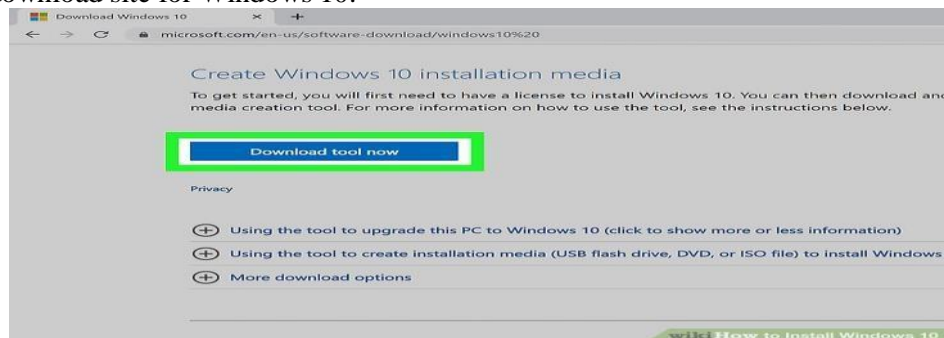 download site for Windows 10.
Download Windows 10
microsoft.com/en-us/software-download/windows10%20
Create Windows 10 installation media
To get started, you will first need to have a license to install Windows 10. You can then download and
media creation tool. For more information on how to use the tool, see the instructions below.
Download tool now
Privacy
Using the tool to upgrade this PC to Windows 10 (click to show more or less information)
Using the tool to create installation media (USB flash drive, DVD, or ISO file) to install Windows
More download options
wikiHow to Install Windows 10